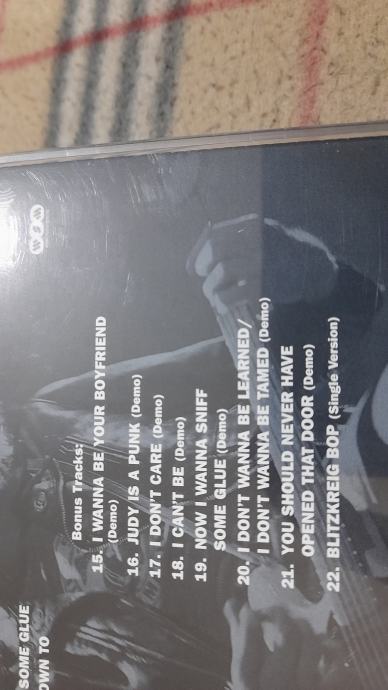 SOME GLUE
OWN TO
Bonus Tracks:
15. I WANNA BE YOUR BOYFRIEND
(Demo)
16. JUDY IS A PUNK (Demo)
17. I DON'T CARE (Demo)
18. I CAN'T BE (Demo)
19. NOW I WANNA SNIFF
SOME GLUE (Demo)
20. I DON'T WANNA BE LEARNED/
I DON'T WANNA BE TAMED (Demo)
21. YOU SHOULD NEVER HAVE
OPENED THAT DOOR (Demo)
22. BLITZKREIG BOP (Single Version)